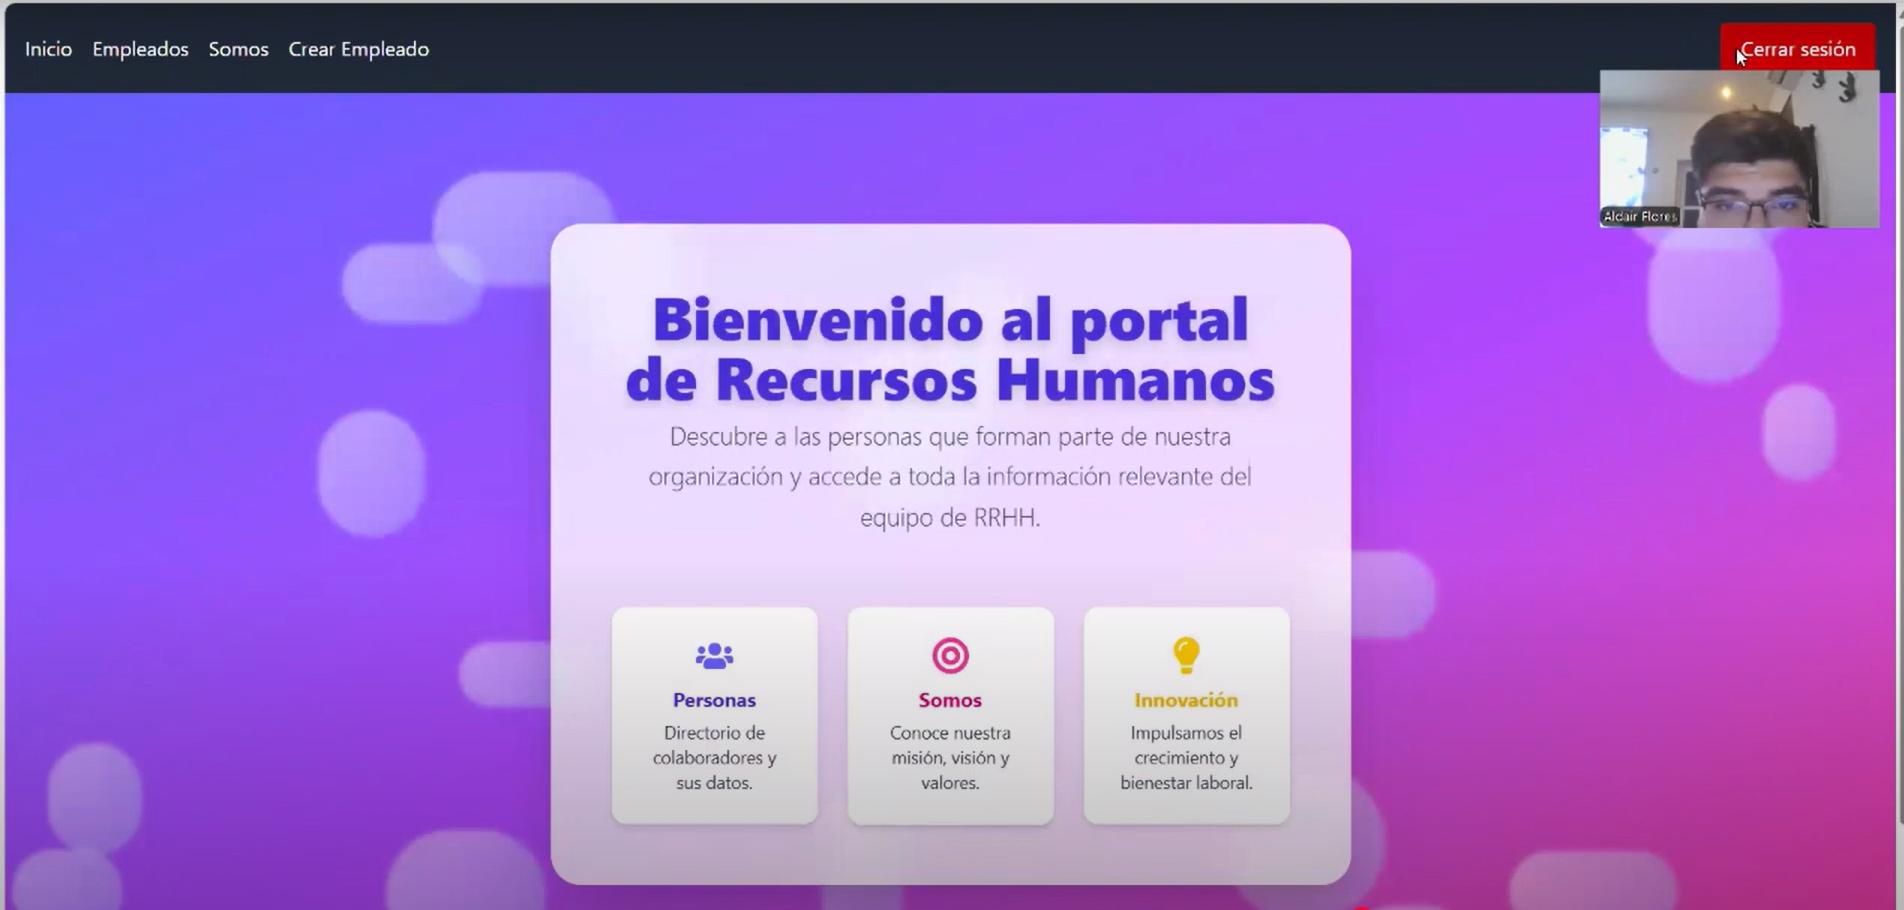 Inicio Empleados Somos Crear Empleado
Cerrar sesión
Aldair Flores
Bienvenido al portal
de Recursos Humanos
Descubre a las personas que forman parte de nuestra
organización y accede a toda la información relevante del
equipo de RRHH.
Personas
Directorio de
colaboradores y
sus datos.
Somos
Conoce nuestra
misión, visión y
valores.
Innovación
Impulsamos el
crecimiento y
bienestar laboral.